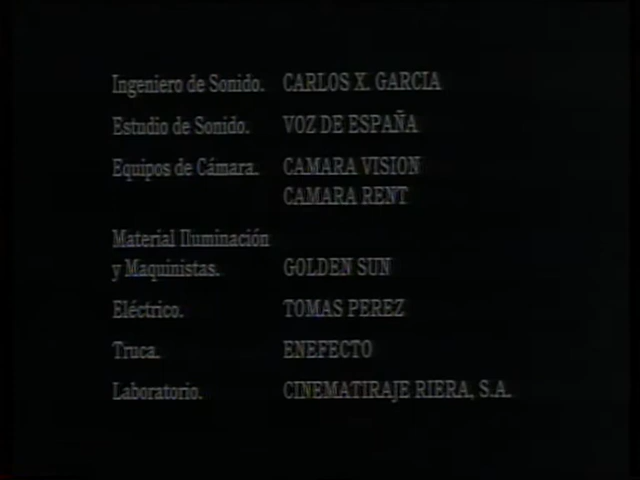 Ingeniero de Sonido. CARLOS X. GARCIA
Estudio de Sonido. VOZ DE ESPAÑA
Equipos de Cámara. CAMARA VISION
CAMARA RENT
Material Iluminación
y Maquinistas. GOLDEN SUN
Eléctrico. TOMAS PEREZ
Truca. ENEFECTO
Laboratorio. CINEMATIRAJE RIERA, S.A.